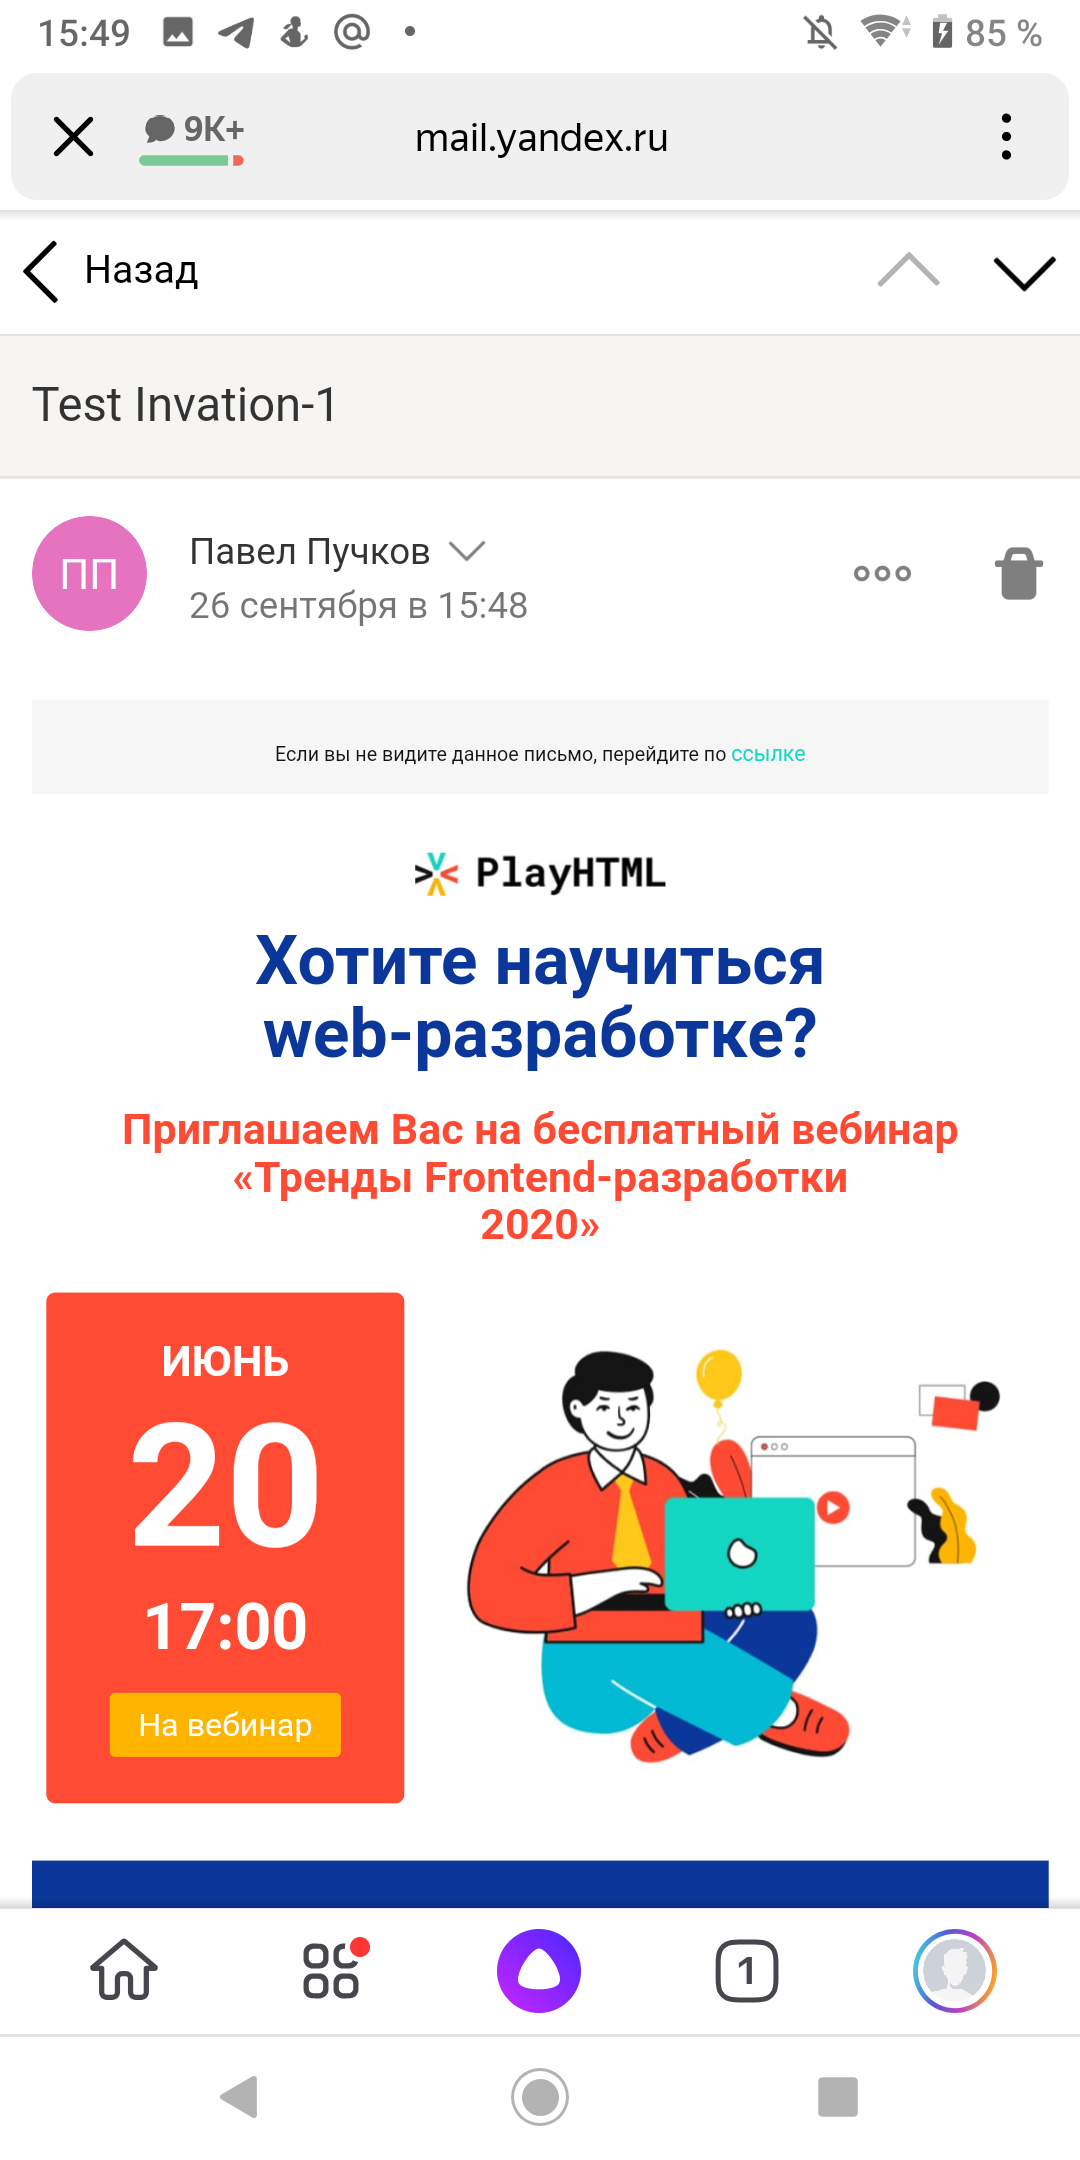 15:49
85 %
9K+
mail.yandex.ru
Назад
Test Invation-1
ПП
Павел Пучков
26 сентября в 15:48
Если вы не видите данное письмо, перейдите по ссылке
PlayHTML
Хотите научиться
web-разработке?
Приглашаем Вас на бесплатный вебинар
«Тренды Frontend-разработки
2020»
ИЮНЬ
20
17:00
На вебинар
1